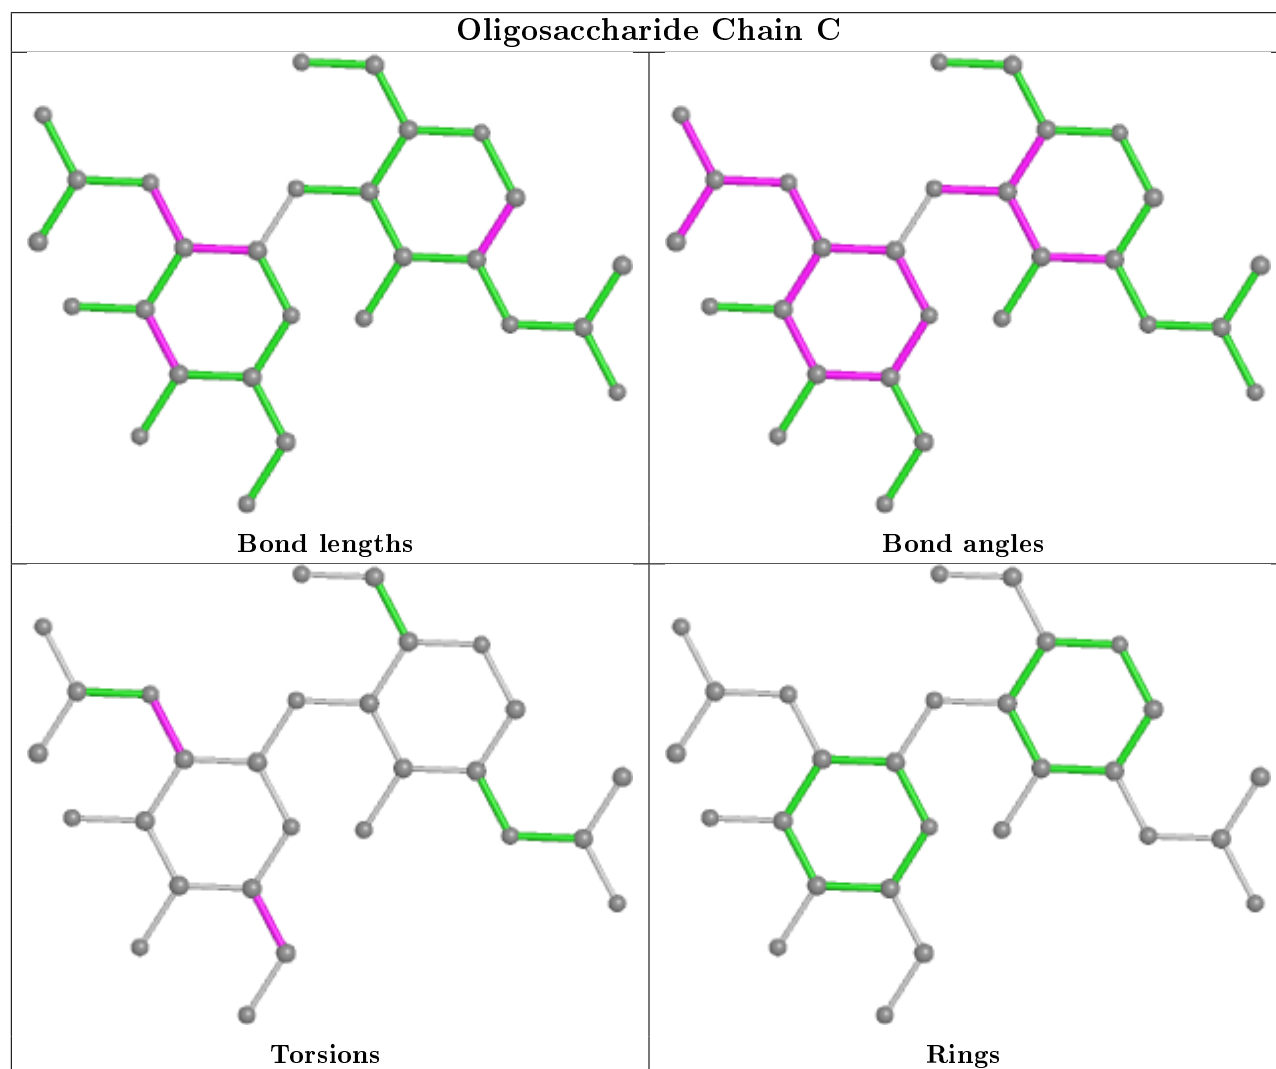 Oligosaccharide Chain C
Bond lengths
Bond angles
Torsions
Rings